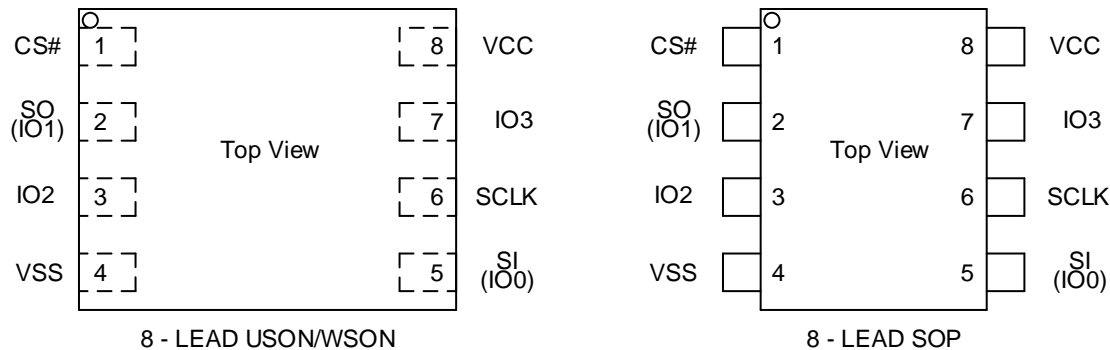 CS# 1 8 VCC
SO
(IO1) 2 7 IO3
Top View
IO2 3 6 SCLK
VSS 4 5 SI
(IO0)
8 - LEAD USON/WSON
CS# 1 8 VCC
SO
(IO1) 2 7 IO3
Top View
IO2 3 6 SCLK
VSS 4 5 SI
(IO0)
8 - LEAD SOP